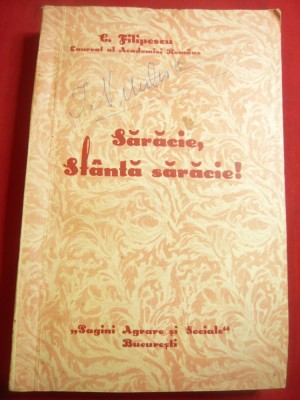 C. Filipescu
Laureat al Academiei Române
Sărăcie,
Sfântă sărăcie!
„Pagini Agrare și Sociale"
București